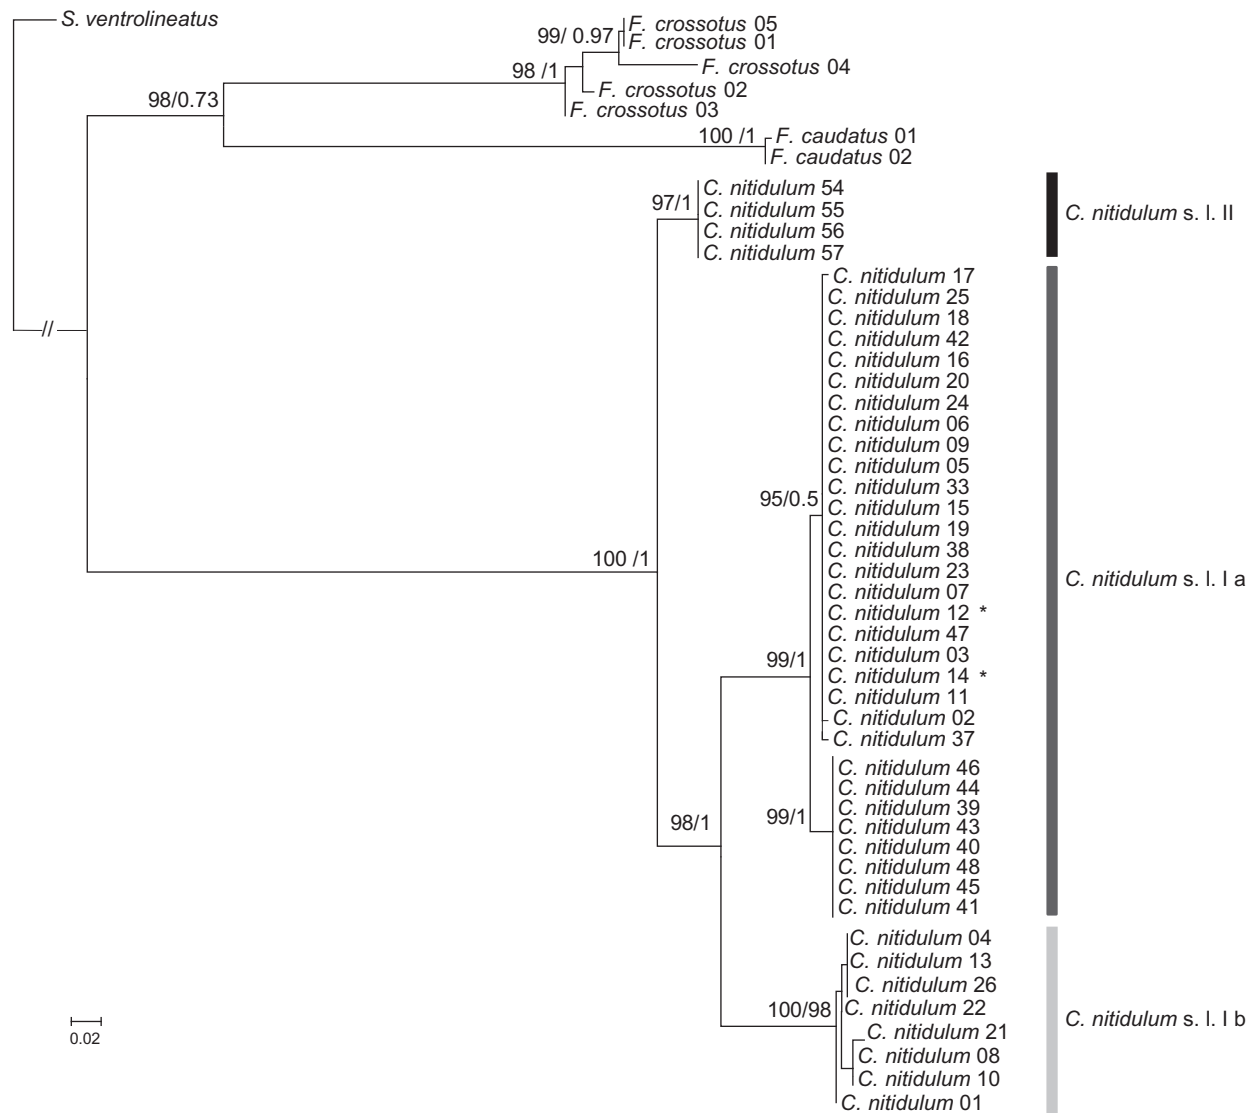 S. ventrolineatus
F. crossotus 05
99/ 0.97
F. crossotus 01
F. crossotus 04
98 /1
F. crossotus 02
98/0.73
F. crossotus 03
100 /1
F. caudatus 01
F. caudatus 02
C. nitidulum 54
97/1
C. nitidulum 55
C. nitidulum s. l. II
C. nitidulum 56
C. nitidulum 57
C. nitidulum 17
C. nitidulum 25
C. nitidulum 18
//
C. nitidulum 42
C. nitidulum 16
C. nitidulum 20
C. nitidulum 24
C. nitidulum 06
C. nitidulum 09
C. nitidulum 05
C. nitidulum 33
95/0.5
C. nitidulum 15
C. nitidulum 19
C. nitidulum 38
100 /1
C. nitidulum 23
C. nitidulum s. l. I a
C. nitidulum 07
C. nitidulum 12 *
C. nitidulum 47
C. nitidulum 03
99/1
C. nitidulum 14 *
C. nitidulum 11
C. nitidulum 02
C. nitidulum 37
C. nitidulum 46
C. nitidulum 44
C. nitidulum 39
98/1
99/1
C. nitidulum 43
C. nitidulum 40
C. nitidulum 48
C. nitidulum 45
C. nitidulum 41
C. nitidulum 04
C. nitidulum 13
C. nitidulum 26
100/98
C. nitidulum 22
C. nitidulum s. l. I b
C. nitidulum 21
0.02
C. nitidulum 08
C. nitidulum 10
C. nitidulum 01